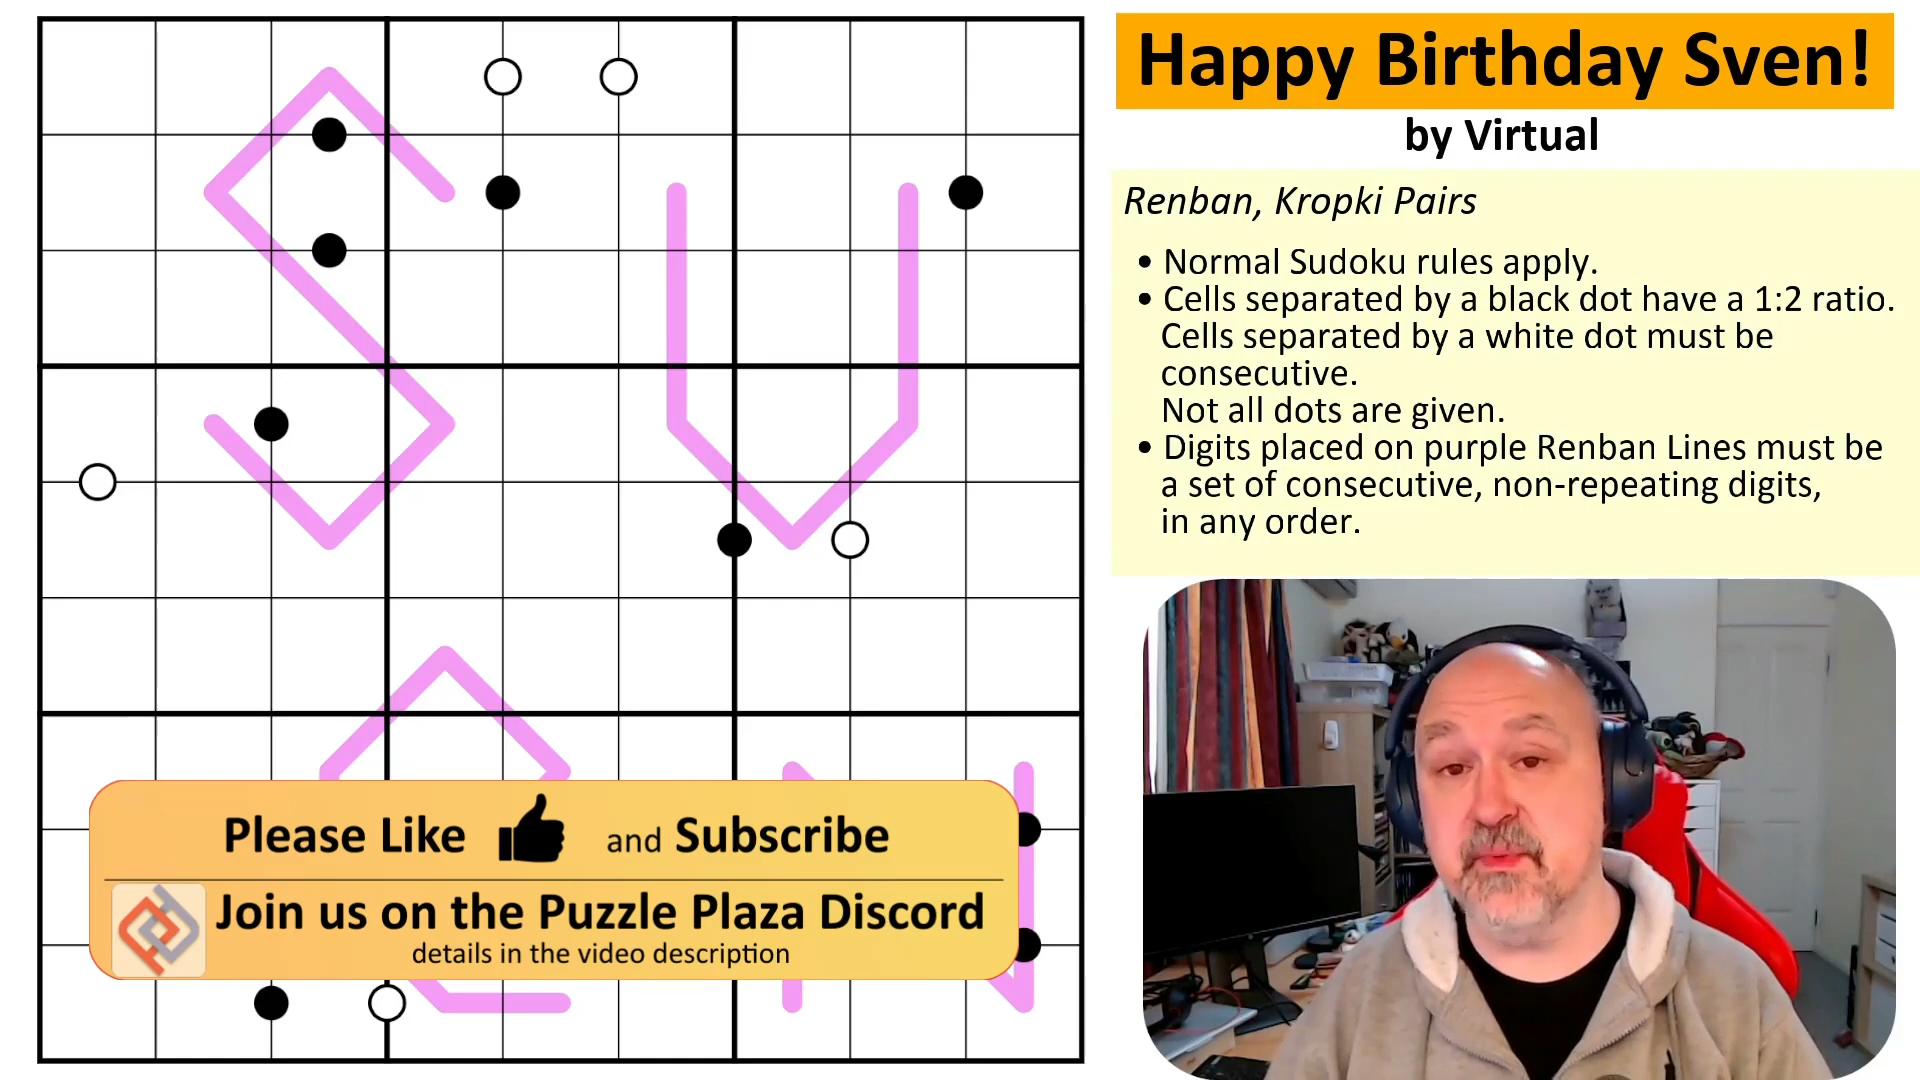 Happy Birthday Sven!
by Virtual
Renban, Kropki Pairs
• Normal Sudoku rules apply.
• Cells separated by a black dot have a 1:2 ratio.
Cells separated by a white dot must be
consecutive.
Not all dots are given.
• Digits placed on purple Renban Lines must be
a set of consecutive, non-repeating digits,
in any order.
Please Like and Subscribe
Join us on the Puzzle Plaza Discord
details in the video description